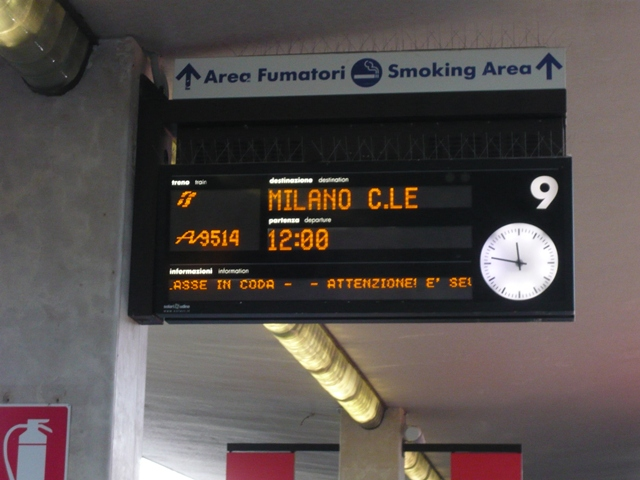 Area Fumatori Smoking Area
treno train destinazione destination 9
MILANO C.LE
partenza departure
AV9514 12:00
informazioni information
ASSE IN CODA - - ATTENZIONE! E'